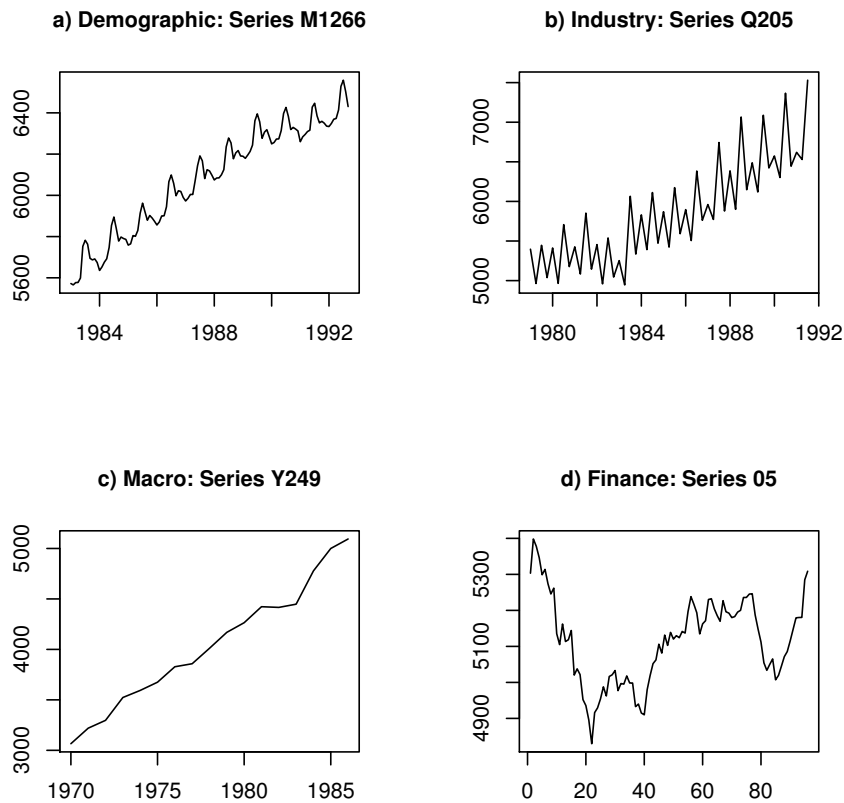 a) Demographic: Series M1266
5600 6000 6400
1984 1988 1992
b) Industry: Series Q205
5000 6000 7000
1980 1984 1988 1992
c) Macro: Series Y249
3000 4000 5000
1970 1975 1980 1985
d) Finance: Series 05
4900 5100 5300
0 20 40 60 80